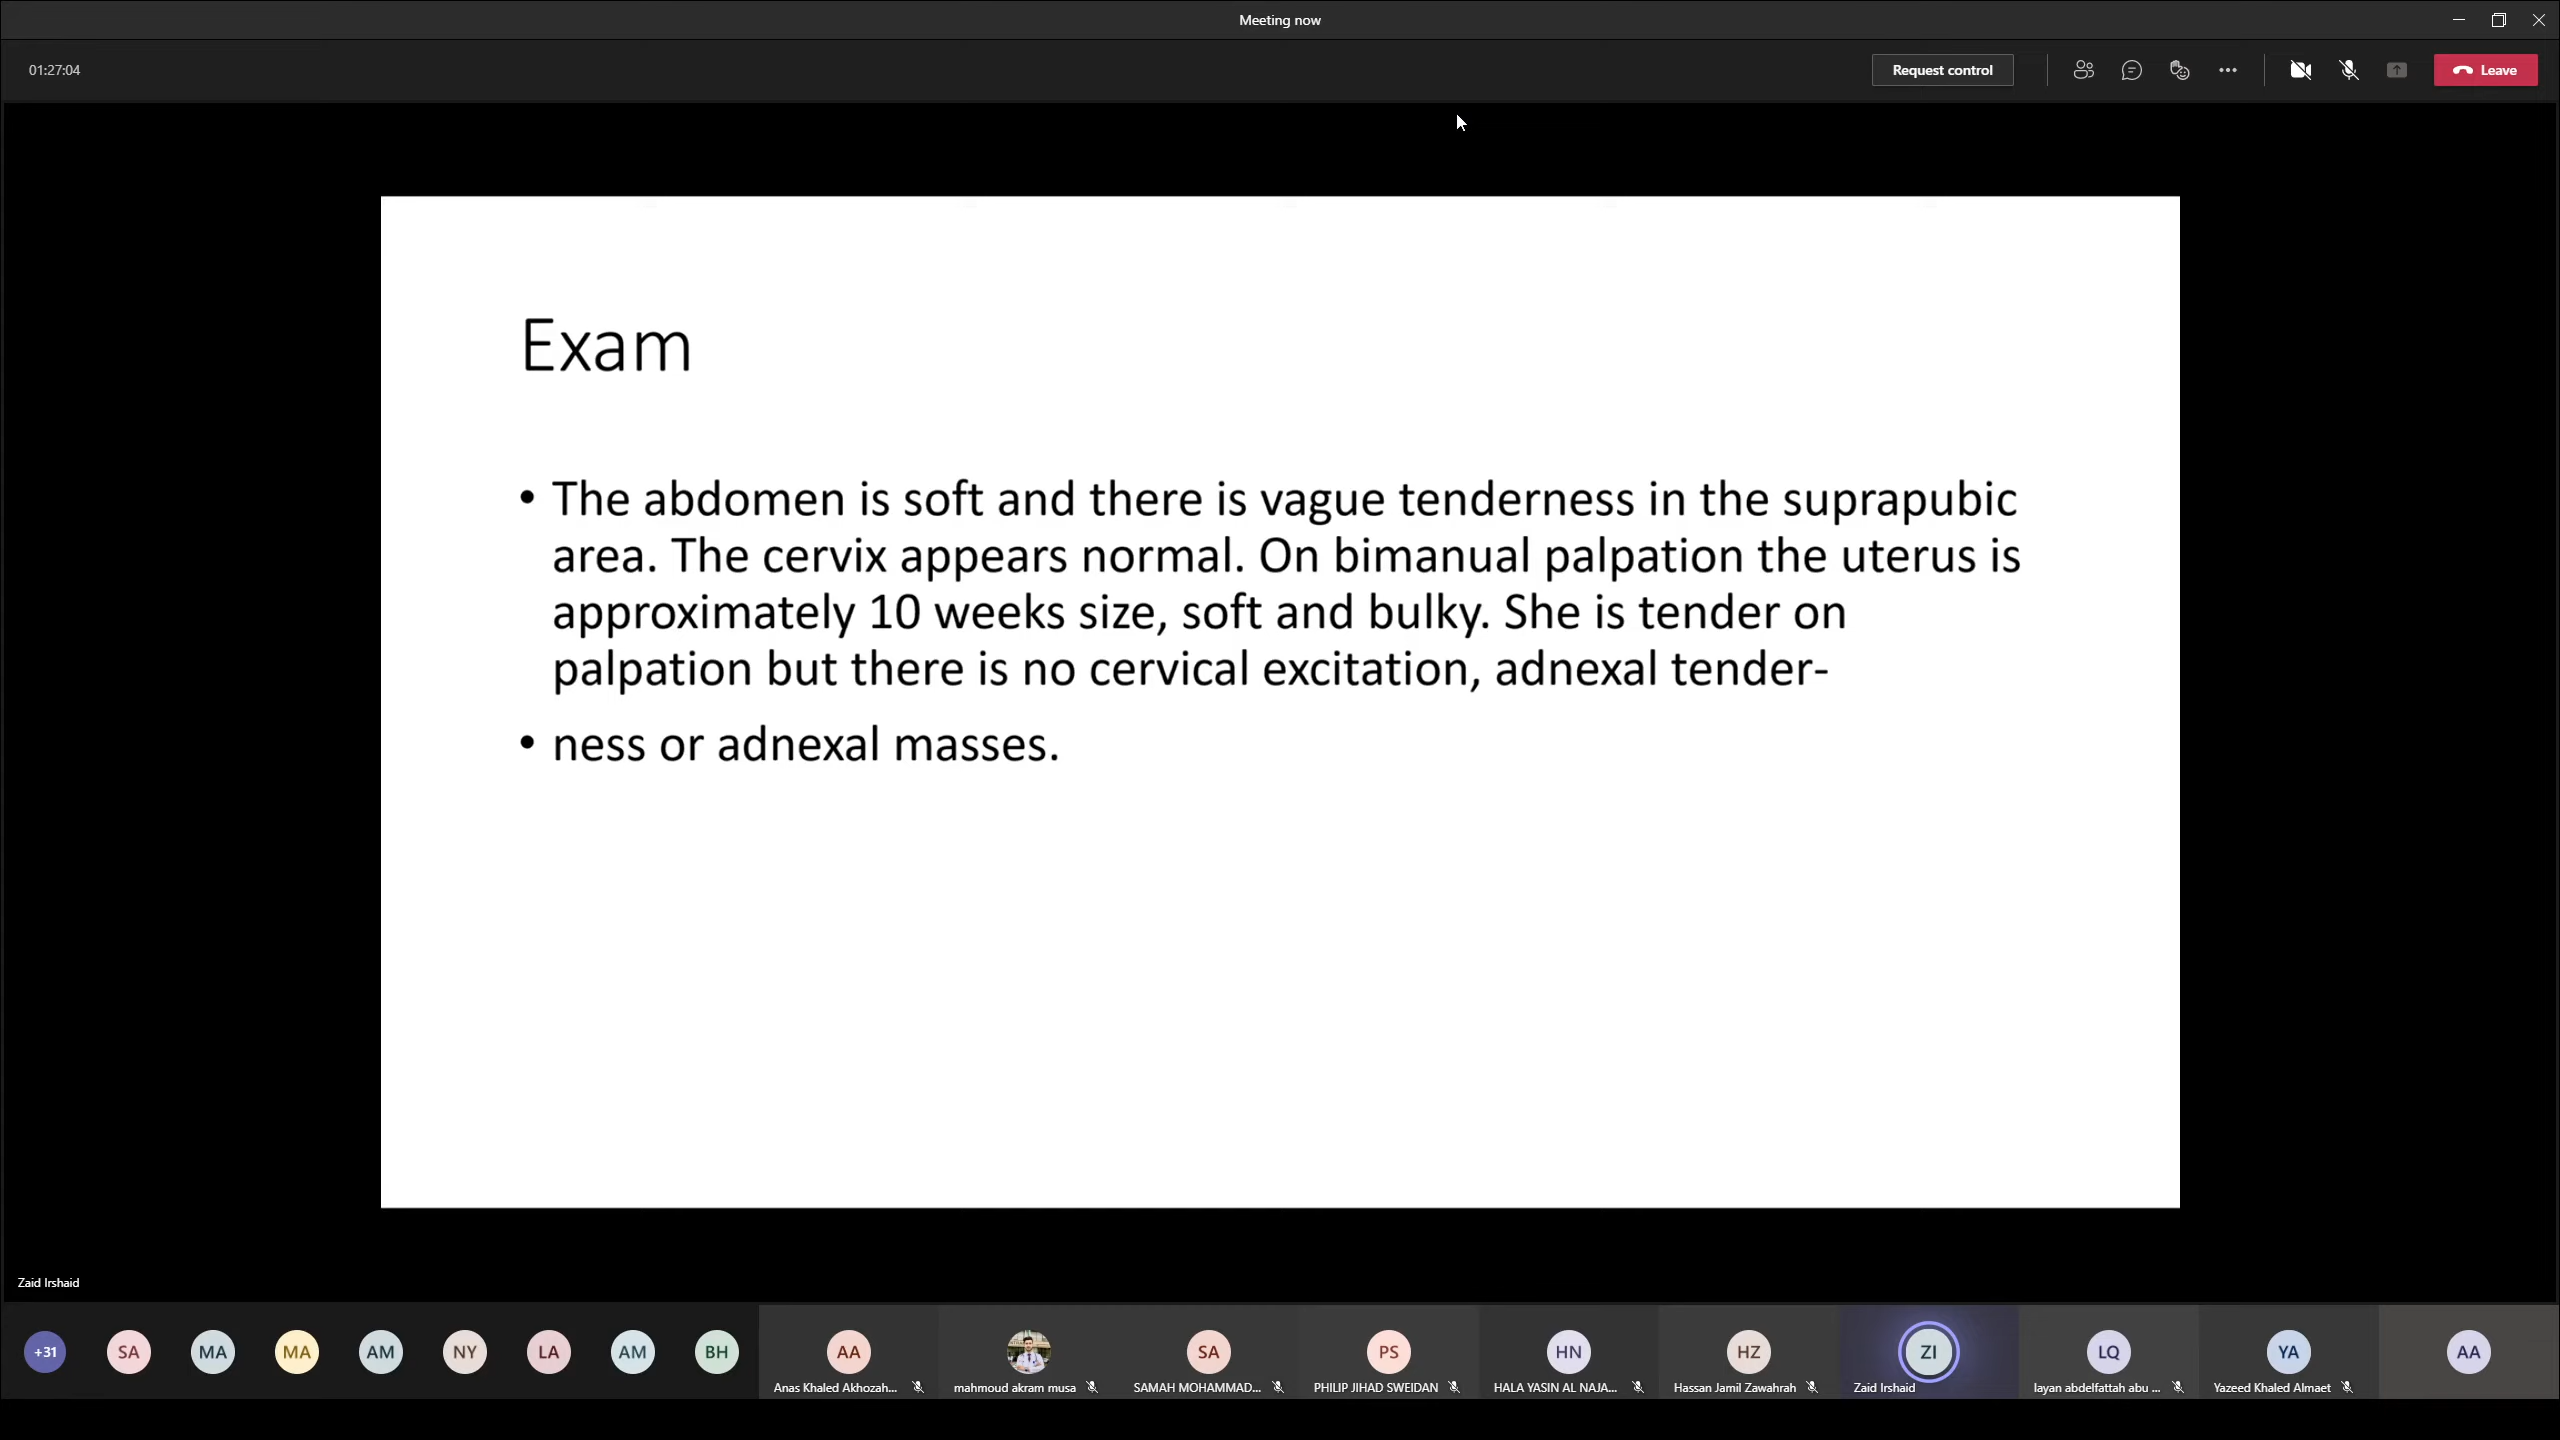 Meeting now
01:27:04
Request control
Leave
Exam
• The abdomen is soft and there is vague tenderness in the suprapubic
area. The cervix appears normal. On bimanual palpation the uterus is
approximately 10 weeks size, soft and bulky. She is tender on
palpation but there is no cervical excitation, adnexal tender-
• ness or adnexal masses.
Zaid Irshaid
+31 SA MA MA AM NY LA AM BH AA SA PS HN HZ ZI LQ YA AA
Anas Khaled Akhozah... mahmoud akram musa SAMAH MOHAMMAD... PHILIP JIHAD SWEIDAN HALA YASIN AL NAJA... Hassan Jamil Zawahrah Zaid Irshaid layan abdelfattah abu ... Yazeed Khaled Almaet